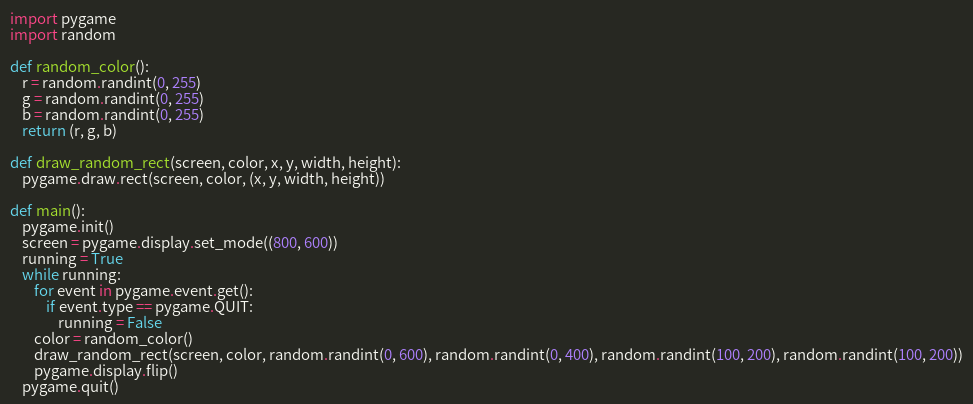 import pygame
import random
def random_color():
r = random.randint(0, 255)
g = random.randint(0, 255)
b = random.randint(0, 255)
return (r, g, b)
def draw_random_rect(screen, color, x, y, width, height):
pygame.draw.rect(screen, color, (x, y, width, height))
def main():
pygame.init()
screen = pygame.display.set_mode((800, 600))
running = True
while running:
for event in pygame.event.get():
if event.type == pygame.QUIT:
running = False
color = random_color()
draw_random_rect(screen, color, random.randint(0, 600), random.randint(0, 400), random.randint(100, 200), random.randint(100, 200))
pygame.display.flip()
pygame.quit()